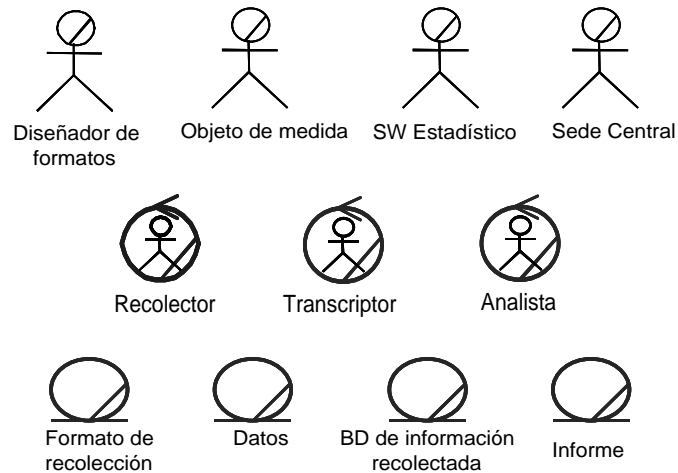 Diseñador de
formatos
Objeto de medida
SW Estadístico
Sede Central
Recolector
Transcriptor
Analista
Formato de
recolección
Datos
BD de información
recolectada
Informe